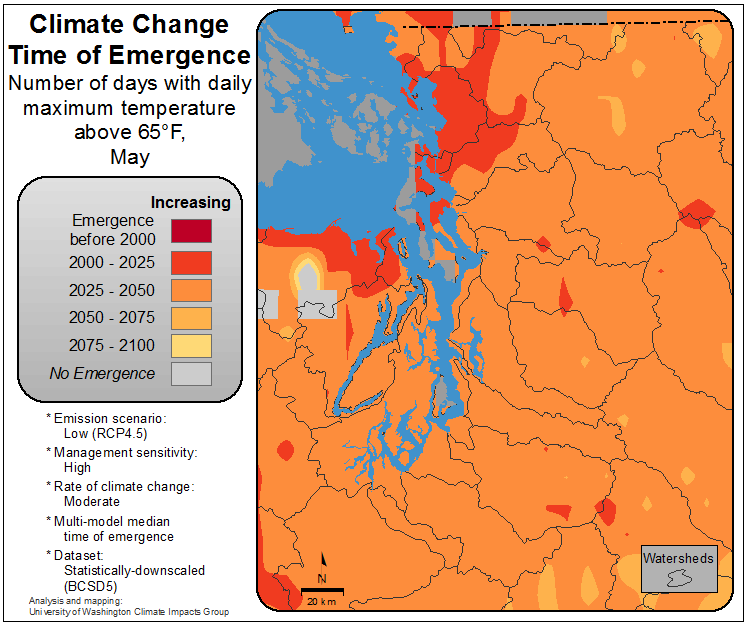 Climate Change
Time of Emergence
Number of days with daily
maximum temperature
above 65°F,
May
Increasing
Emergence
before 2000
2000 - 2025
2025 - 2050
2050 - 2075
2075 - 2100
No Emergence
* Emission scenario:
Low (RCP4.5)
* Management sensitivity:
High
* Rate of climate change:
Moderate
* Multi-model median
time of emergence
* Dataset:
Statistically-downscaled
(BCSD5)
Analysis and mapping:
University of Washington Climate Impacts Group
N
20 km
Watersheds